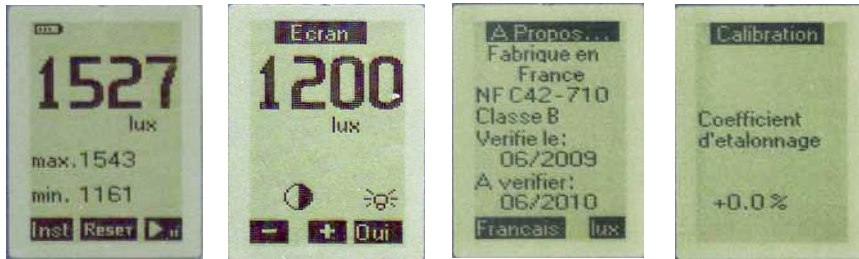 1527
lux
max.1543
min. 1161
Inst Reset
Ecran
1200
lux
- + Oui
A Propos...
Fabrique en
France
NF C42-710
Classe B
Verifie le:
06/2009
A verifier:
06/2010
Francais lux
Calibration
Coefficient
d'etalonnage
+0.0 %